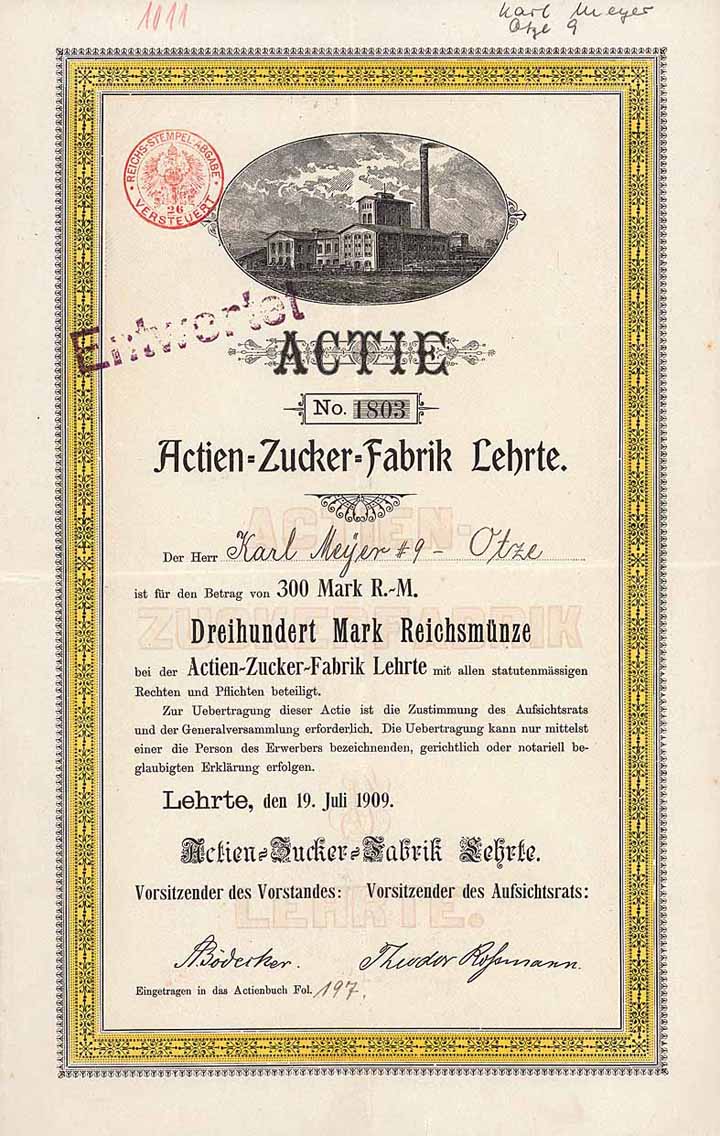 1011
Karl Meyer
Otze 9
REICHS-STEMPEL-ABGABE
26
VERSTEUERT
Entwertet
ACTIE
No. 1803
Actien=Zucker=Fabrik Lehrte.
ACTIEN-
Der Herr Karl Meÿer #9 – Otze
ist für den Betrag von 300 Mark R.-M.
ZUCKERFABRIK
Dreihundert Mark Reichsmünze
bei der Actien-Zucker-Fabrik Lehrte mit allen statutenmässigen
Rechten und Pflichten beteiligt.
Zur Uebertragung dieser Actie ist die Zustimmung des Aufsichtsrats
und der Generalversammlung erforderlich. Die Uebertragung kann nur mittelst
einer die Person des Erwerbers bezeichnenden, gerichtlich oder notariell be-
glaubigten Erklärung erfolgen.
Lehrte, den 19. Juli 1909.
Actien=Zucker=Fabrik Lehrte.
Vorsitzender des Vorstandes: Vorsitzender des Aufsichtsrats:
LEHRTE.
A Bödecker. Theodor Roßmann.
Eingetragen in das Actienbuch Fol. 197.